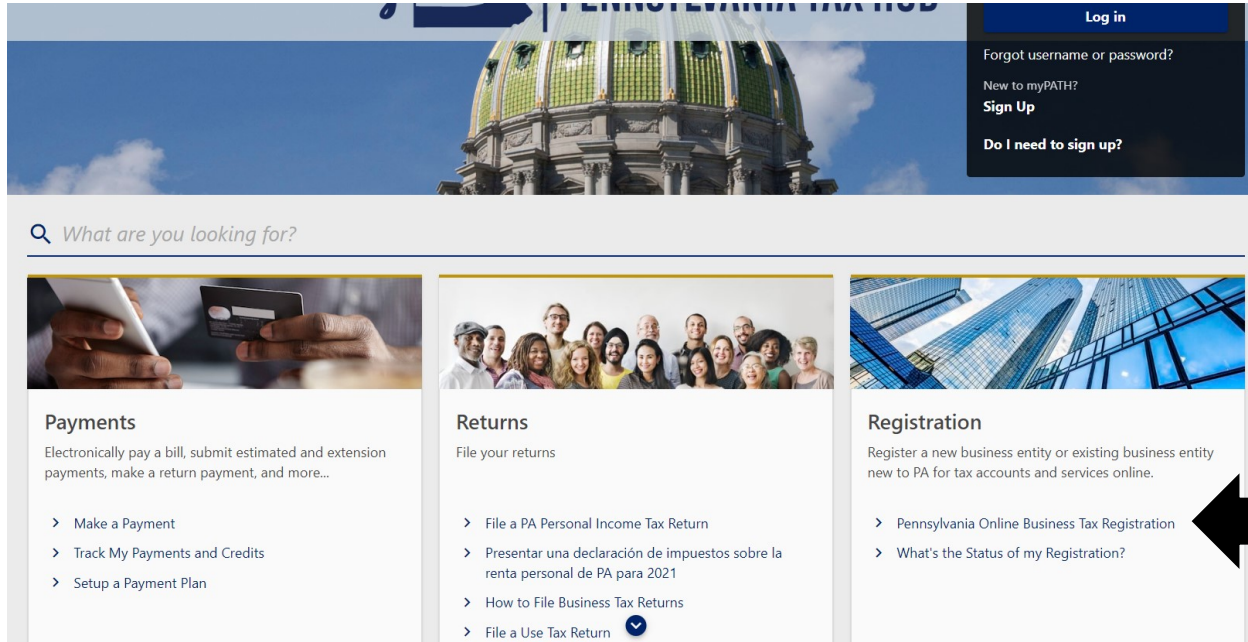 PENNSYLVANIA TAX HUB
Log in
Forgot username or password?
New to myPATH?
Sign Up
Do I need to sign up?
What are you looking for?
Payments
Electronically pay a bill, submit estimated and extension
payments, make a return payment, and more...
Make a Payment
Track My Payments and Credits
Setup a Payment Plan
Returns
File your returns
File a PA Personal Income Tax Return
Presentar una declaración de impuestos sobre la
renta personal de PA para 2021
How to File Business Tax Returns
File a Use Tax Return
Registration
Register a new business entity or existing business entity
new to PA for tax accounts and services online.
Pennsylvania Online Business Tax Registration
What's the Status of my Registration?